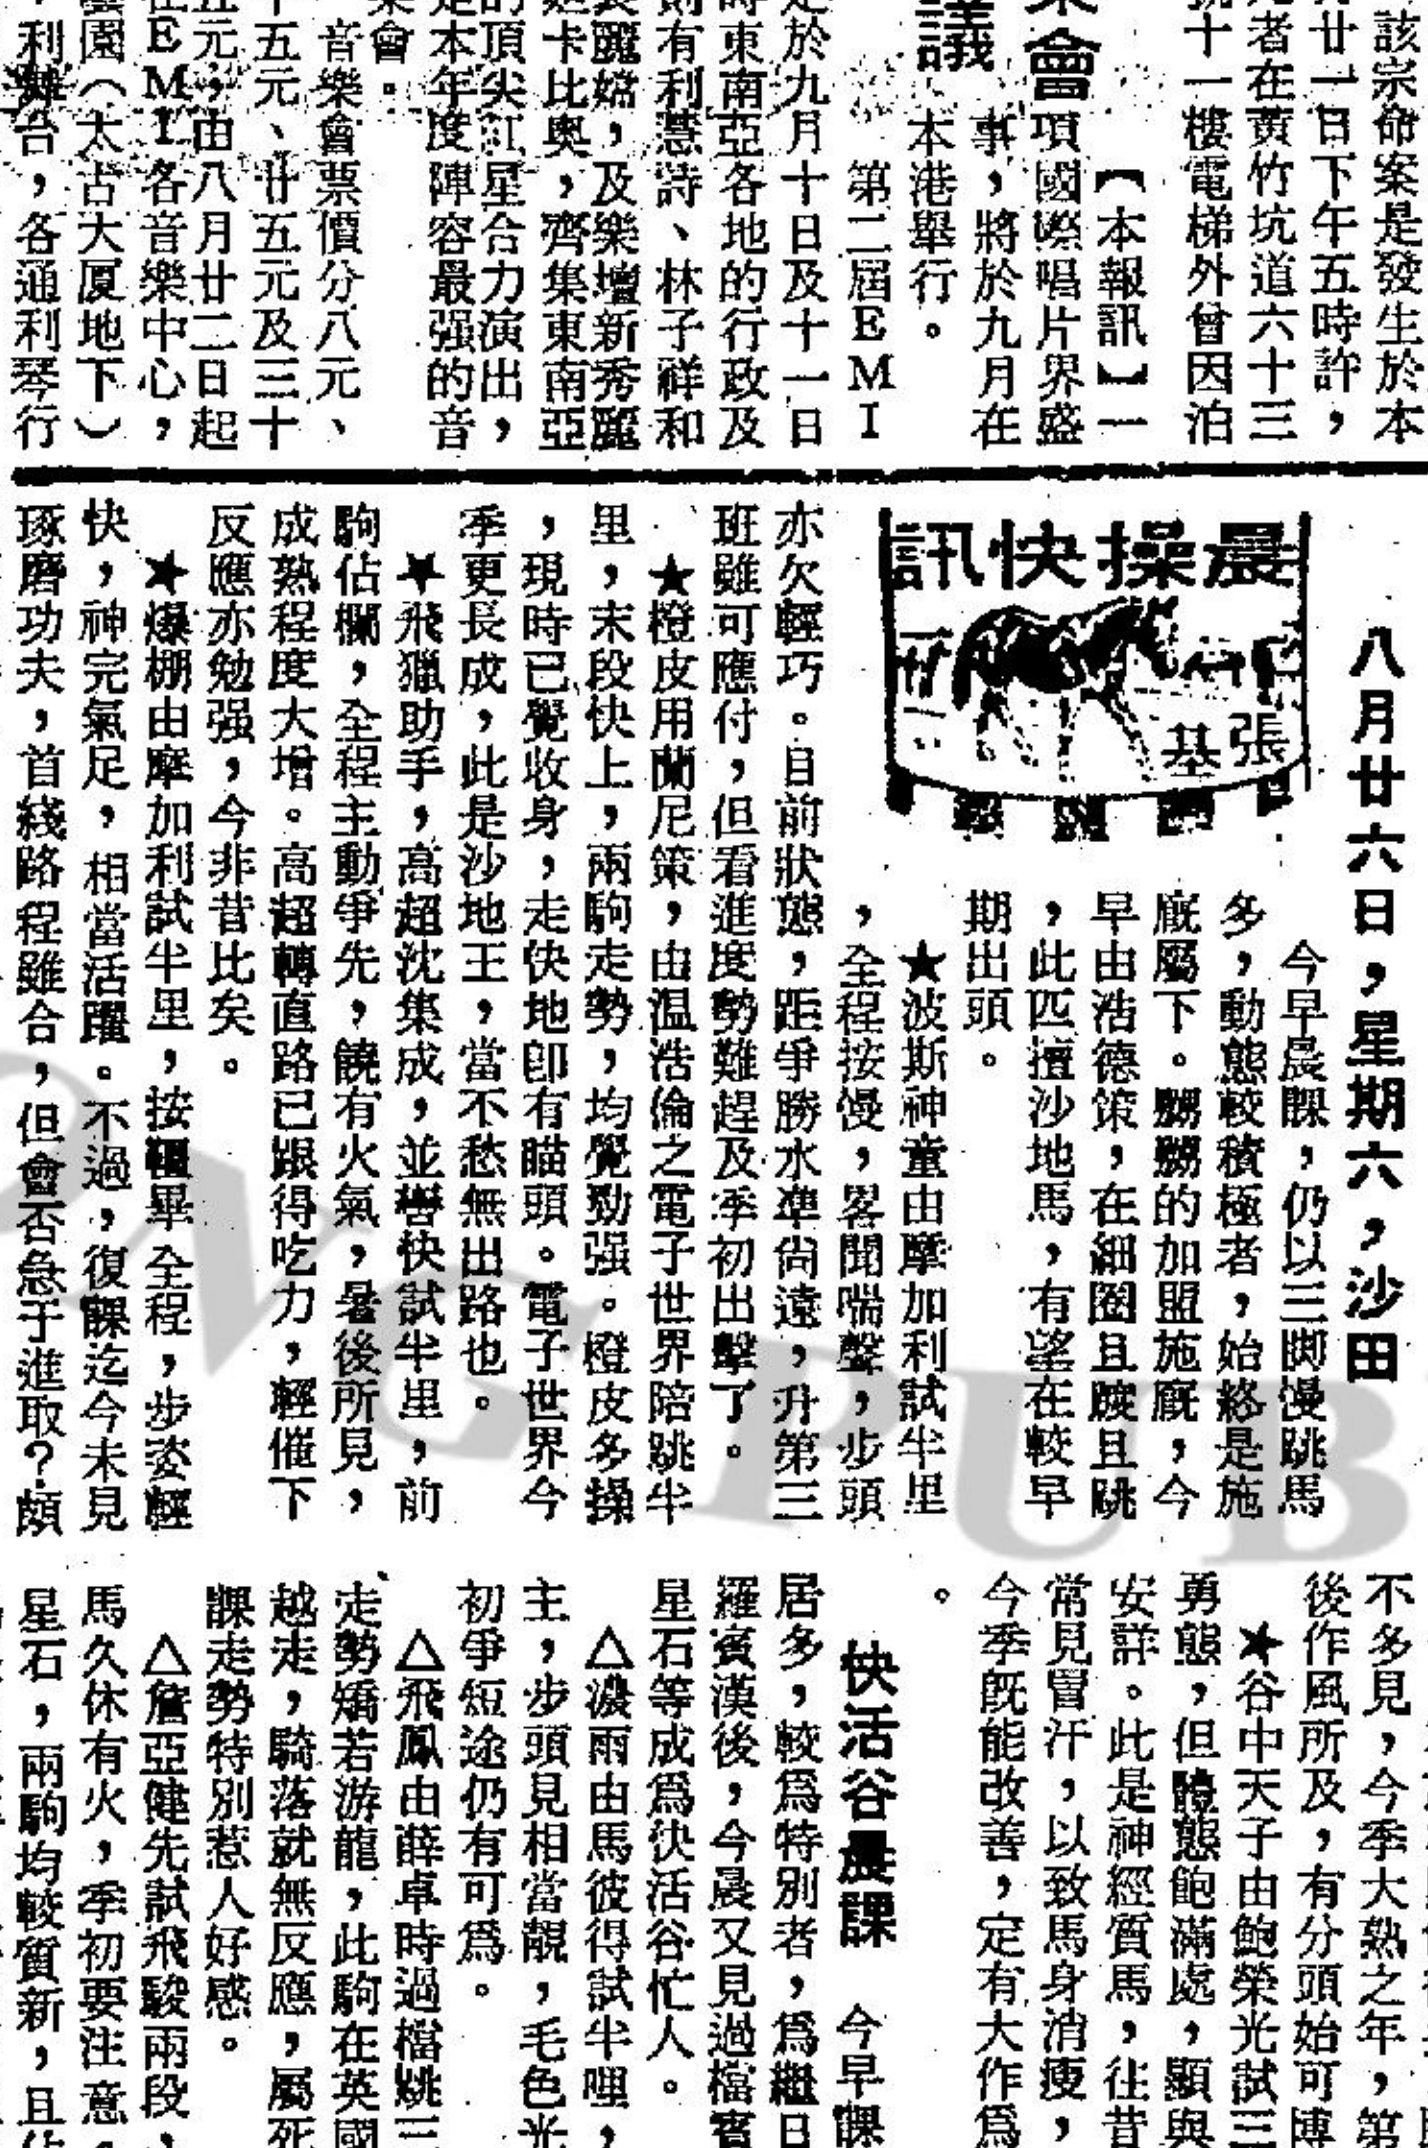 該宗命案是發生於本
廿一日下午五時許，
者在黃竹坑道六十三
十一樓電梯外曾因泊
會
議
【本報訊】一
項國際唱片界盛
事，將於九月在
本港舉行。
第二屆EMI
於九月十日及十一日
東南亞各地的行政及
有利慧詩、林子祥和
麗嫦，及樂壇新秀麗
卡比奧，齊集東南亞
的頂尖紅星合力演出，
是本年度陣容最强的音
樂會。
音樂會票價分八元、
十五元、廿五元及三十
五元，由八月廿二日起
在EMI各音樂中心，
園（太古大厦地下）
利舞台，各通利琴行
八月廿六日，星期六，沙田
晨操快訊
張基
今早晨課，仍以三脚漫跳馬
多，動態較積極者，始終是施
廐屬下。嬲嬲的加盟施廐，今
早由浩德策，在細圈且踱且跳
，此匹擅沙地馬，有望在較早
期出頭。
★波斯神童由摩加利試半里
，全程按慢，畧聞喘聲，步頭
亦欠輕巧。目前狀態，距爭勝水準尙遠，升第三
班雖可應付，但看進度勢難趕及季初出擊了。
★橙皮用蘭尼策，由温浩倫之電子世界陪跳半
里，末段快上，兩駒走勢，均覺勁强。橙皮多操
，現時已覺收身，走快地卽有瞄頭。電子世界今
季更長成，此是沙地王，當不愁無出路也。
★飛獵助手，高超沈集成，並轡快試半里，前
駒佔欄，全程主動爭先，饒有火氣，暑後所見，
成熟程度大增。高超轉直路已跟得吃力，輕催下
反應亦勉强，今非昔比矣。
★爆棚由摩加利試半里，按韁畢全程，步姿輕
快，神完氣足，相當活躍。不過，復課迄今未見
琢磨功夫，首綫路程雖合，但會否急于進取？頗
不多見，今季大熟之年，第
後作風所及，有分頭始可博
★谷中天子由鮑榮光試三
勇態，但體態飽滿處，顯與
安詳。此是神經質馬，往昔
常見冒汗，以致馬身消瘦，
今季旣能改善，定有大作爲
。
快活谷晨課　今早課
居多，較爲特別者，爲繼日
羅賓漢後，今晨又見過檔賓
星石等成爲快活谷忙人。
△濃雨由馬彼得試半哩，
主，步頭見相當靚，毛色光
初爭短途仍有可爲。
△飛鳳由薛卓時過檔跳三
走勢矯若游龍，此駒在英國
越走，騎落就無反應，屬死
課走勢特別惹人好感。
△詹亞健先試飛駿兩段，
馬久休有火，季初要注意。
星石，兩駒均較質新，且
ONG PUB